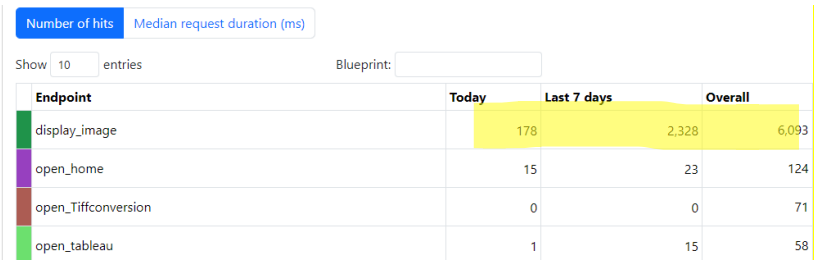 Number of hits Median request duration (ms)
Show 10 entries Blueprint:
Endpoint Today Last 7 days Overall
display_image 178 2,328 6,093
open_home 15 23 124
open_Tiffconversion 0 0 71
open_tableau 1 15 58